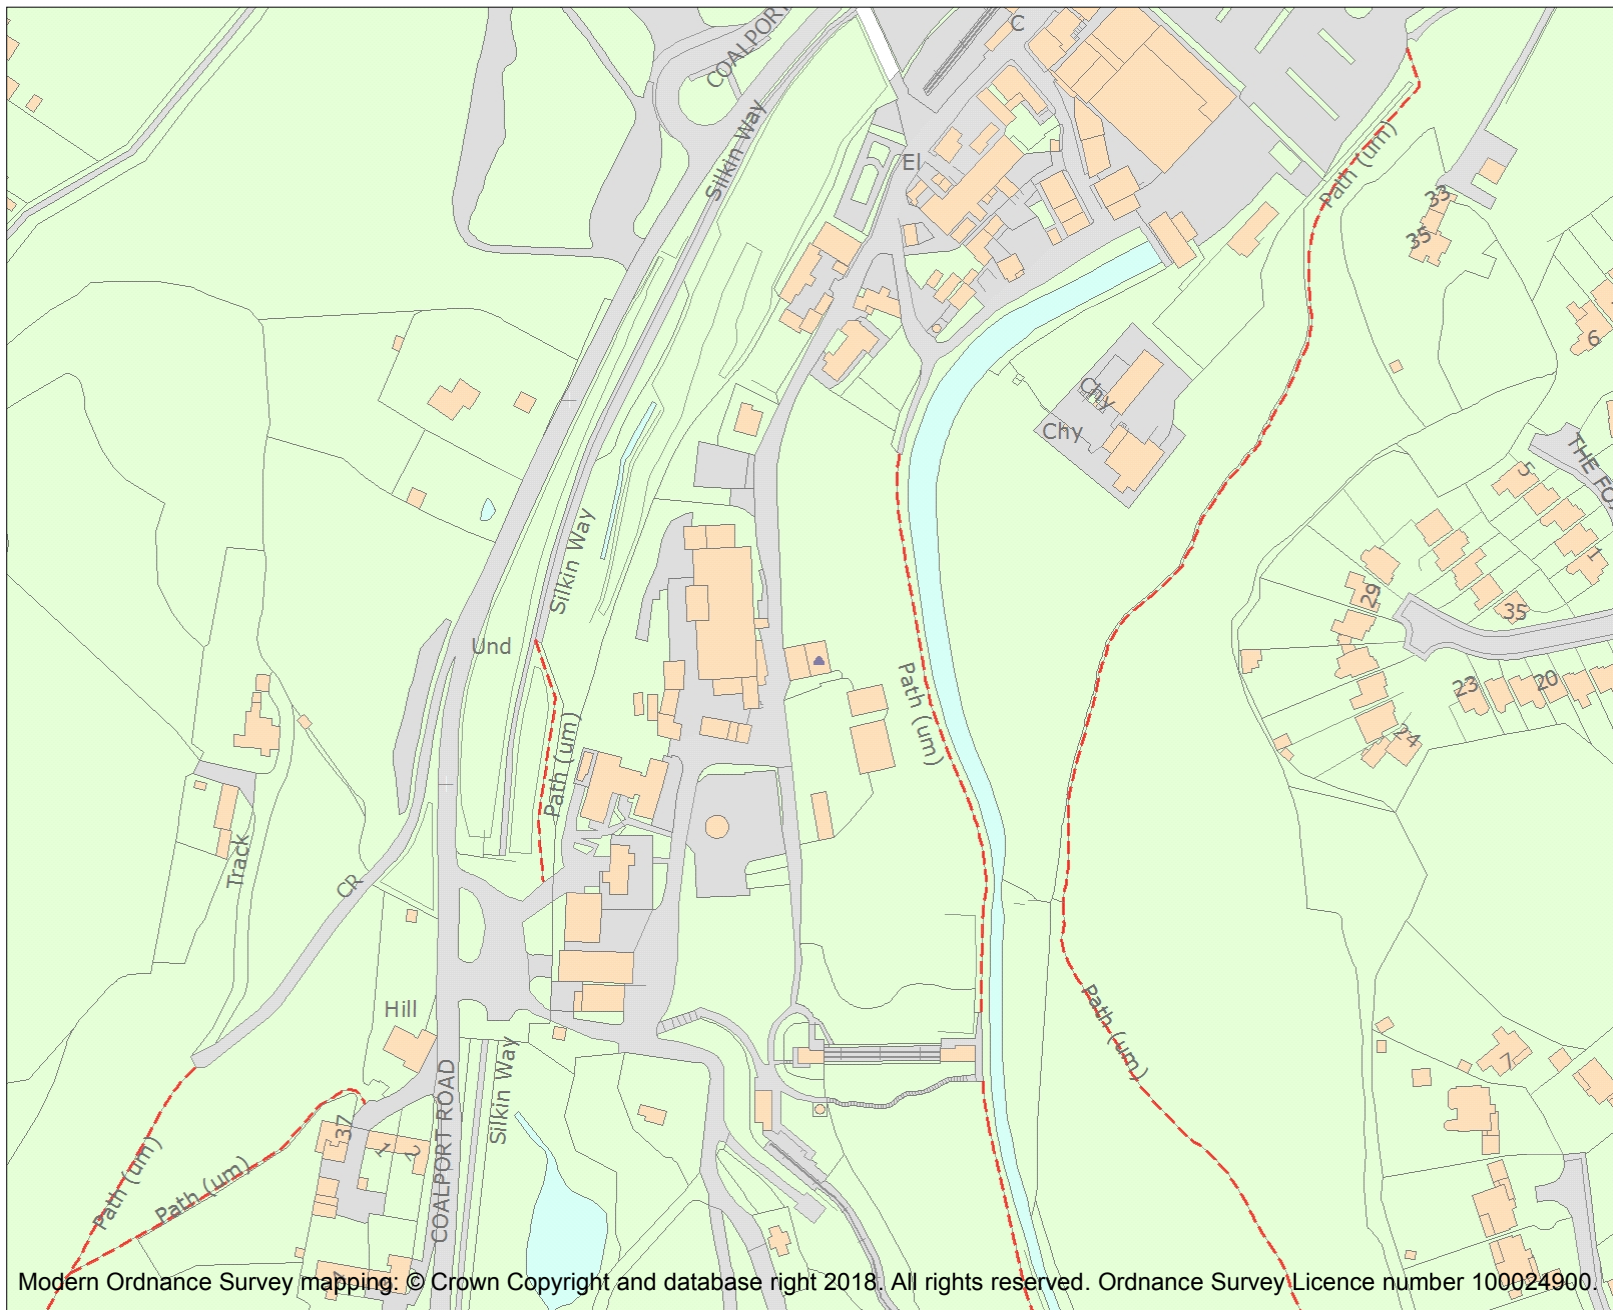 COALPORT
C
Silkin Way
El
Path (um)
33
35
6
Chy
Chy
THE FO
5
1
Silkin Way
29
35
Und
Path (um)
23
20
24
Path (um)
Track
CR
Hill
Path (um)
Silkin Way
COALPORT ROAD
7
37
1
2
Path (um)
Path (um)
Modern Ordnance Survey mapping: © Crown Copyright and database right 2018. All rights reserved. Ordnance Survey Licence number 100024900.